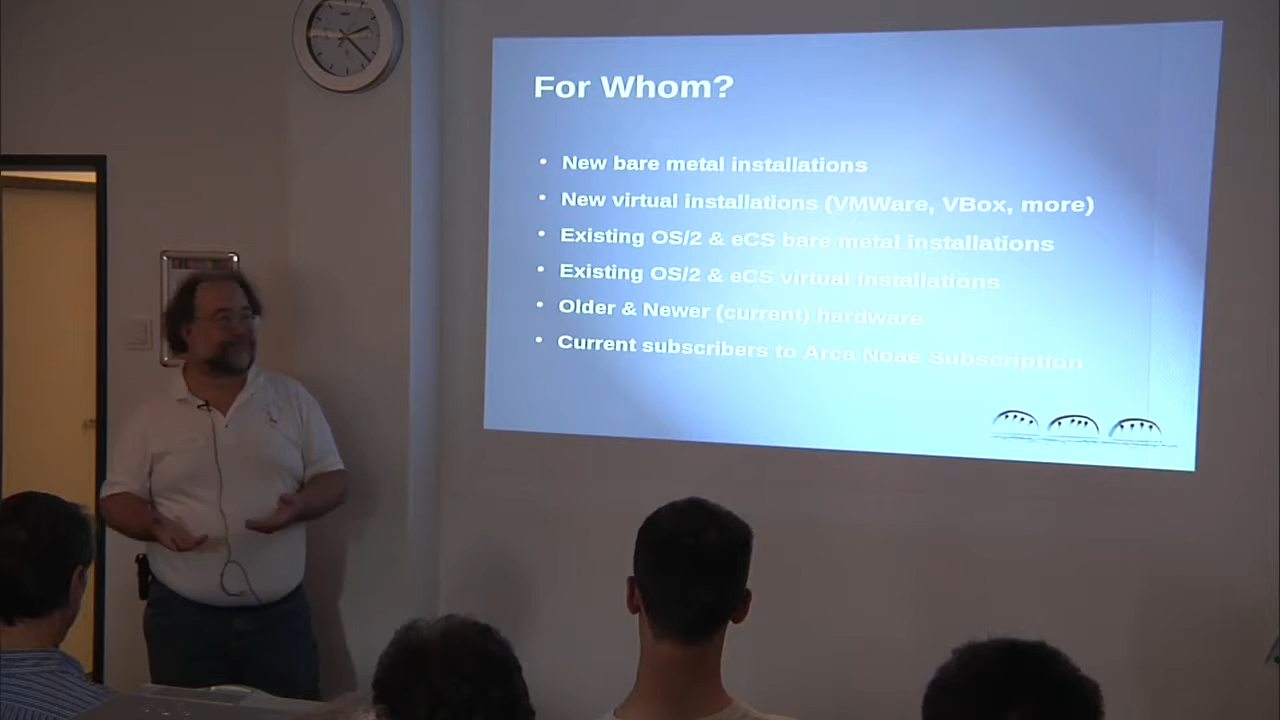 For Whom?
• New bare metal installations
• New virtual installations (VMWare, VBox, more)
• Existing OS/2 & eCS bare metal installations
• Existing OS/2 & eCS virtual installations
• Older & Newer (current) hardware
• Current subscribers to Arca Noae Subscription